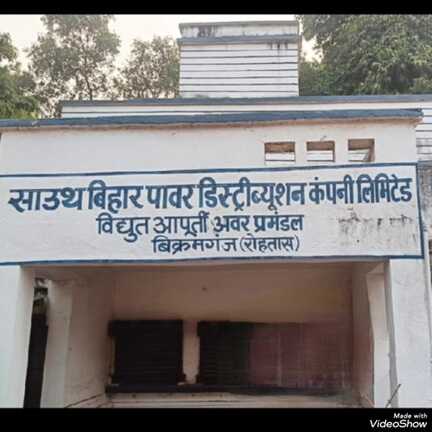 साउथ बिहार पावर डिस्ट्रीब्यूशन कंपनी लिमिटेड
विद्युत आपूर्ती अवर प्रमंडल
बिक्रमगंज (रोहतास)
Made with
VideoShow